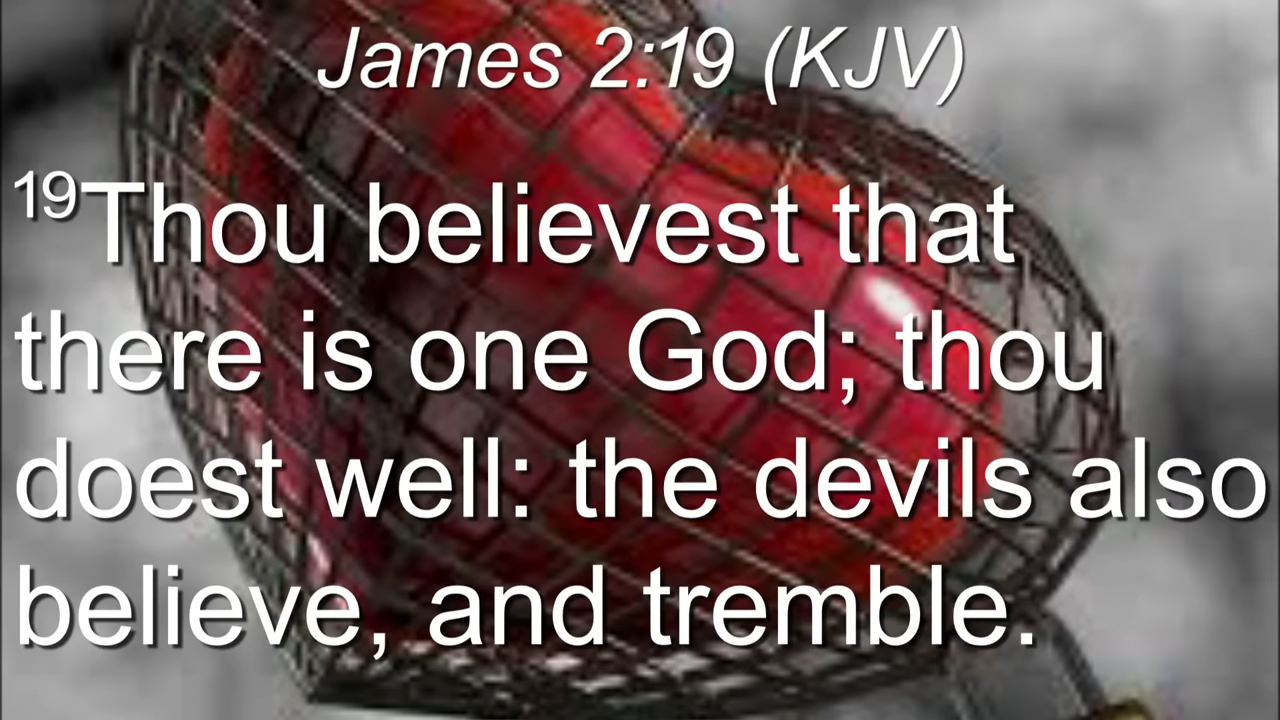 James 2:19 (KJV)
19Thou believest that
there is one God; thou
doest well: the devils also
believe, and tremble.